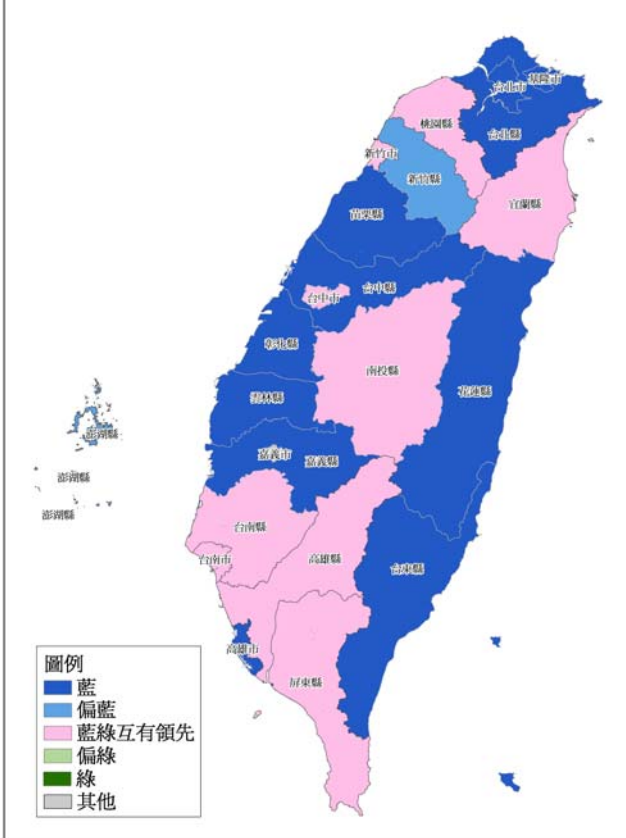 台北市
基隆市
桃園縣
台北縣
新竹市
新竹縣
宜蘭縣
苗栗縣
台中縣
台中市
彰化縣
南投縣
花蓮縣
雲林縣
澎湖縣
嘉義市
嘉義縣
澎湖縣
澎湖縣
台南縣
台南市
高雄縣
台東縣
高雄市
屏東縣
圖例
藍
偏藍
藍綠互有領先
偏綠
綠
其他